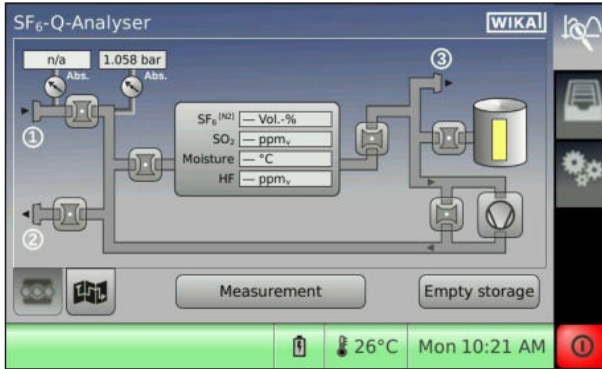 SF₆-Q-Analyser
WIKA
n/a
1.058 bar
Abs.
Abs.
①
②
③
SF₆ [N2] — Vol.-%
SO₂ — ppmᵥ
Moisture — °C
HF — ppmᵥ
Measurement
Empty storage
26°C
Mon 10:21 AM